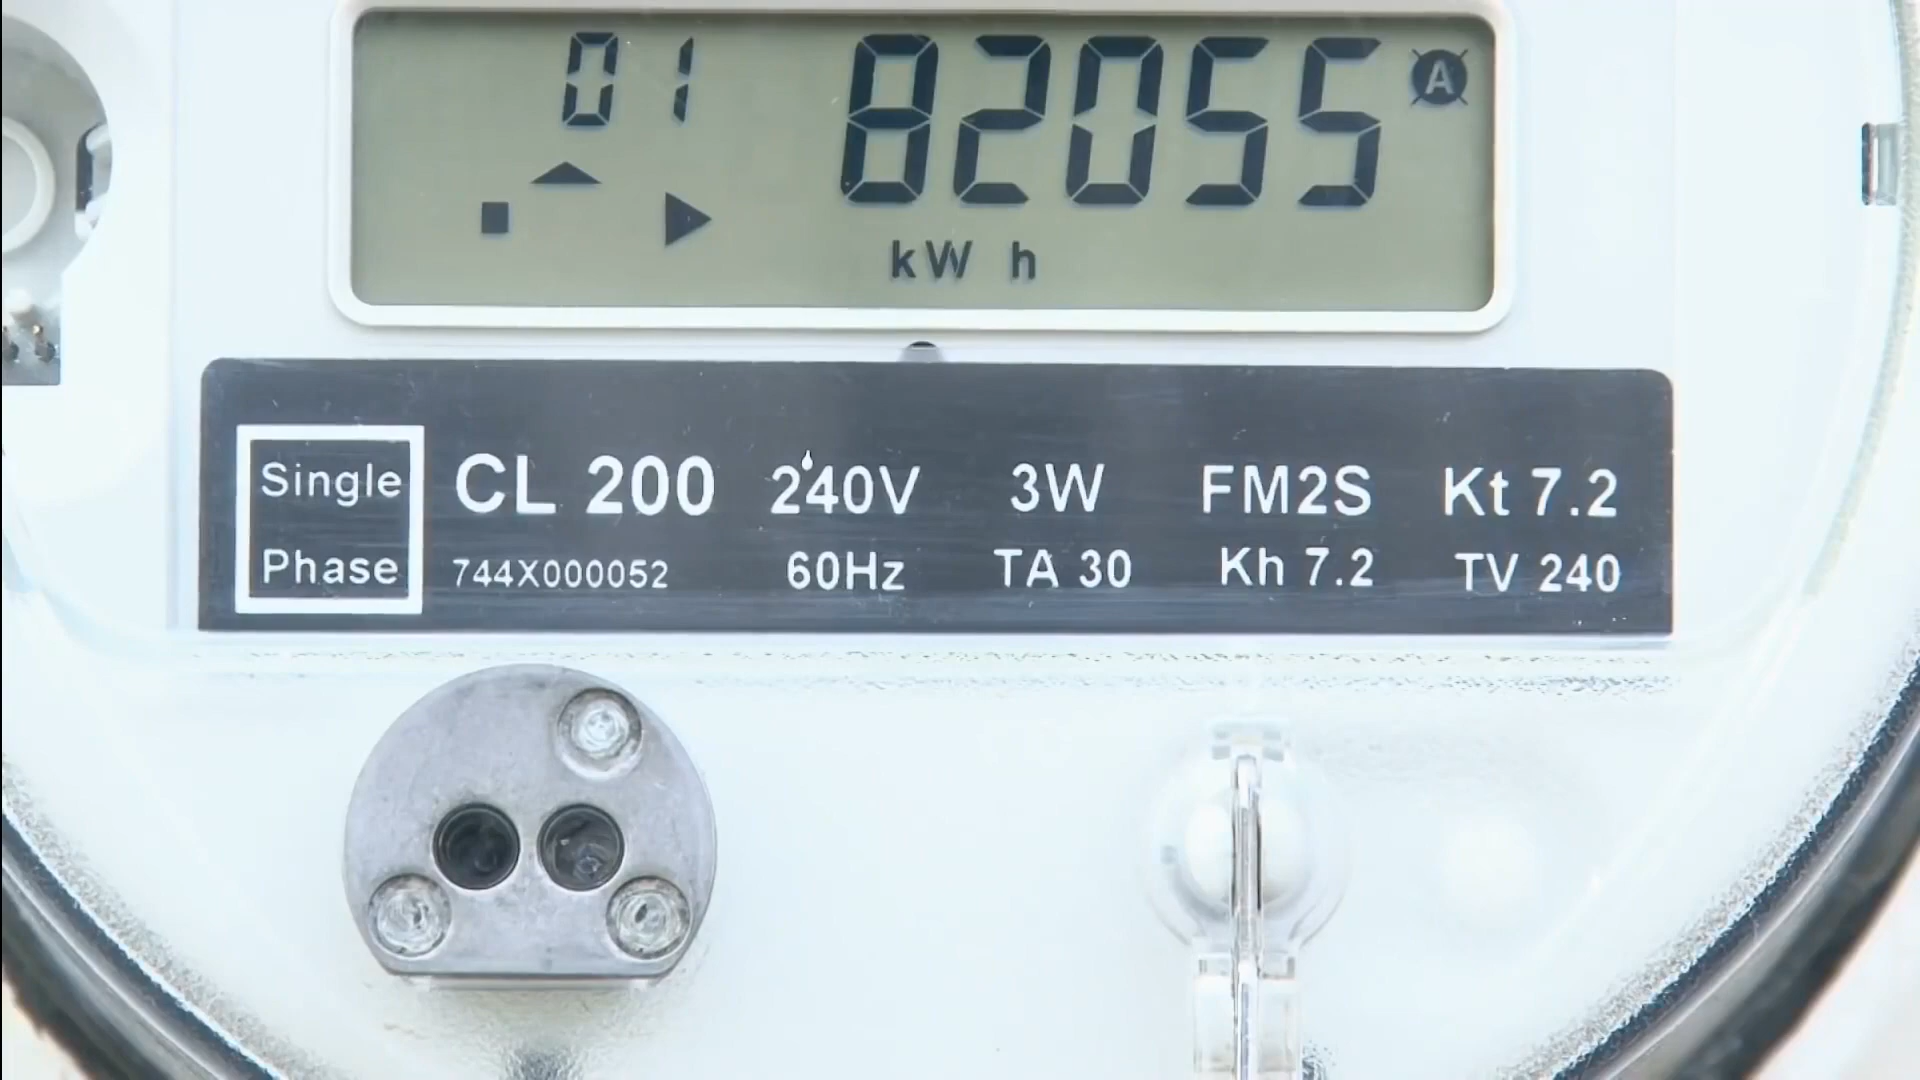 01 82055 A
kW h
Single Phase
CL 200 240V 3W FM2S Kt 7.2
744X000052 60Hz TA 30 Kh 7.2 TV 240